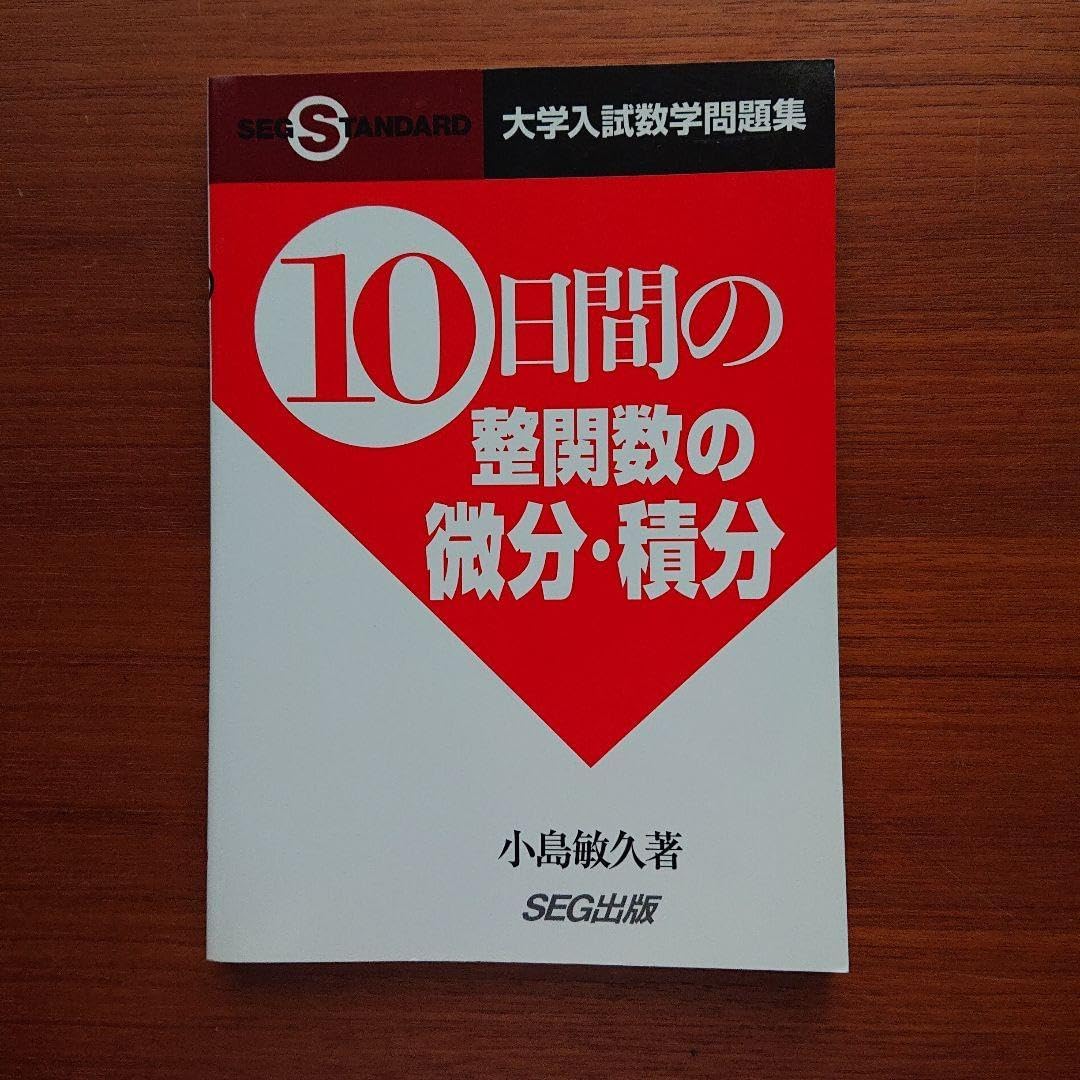 SEG STANDARD
大学入試数学問題集
10日間の
整関数の
微分・積分
小島敏久著
SEG出版